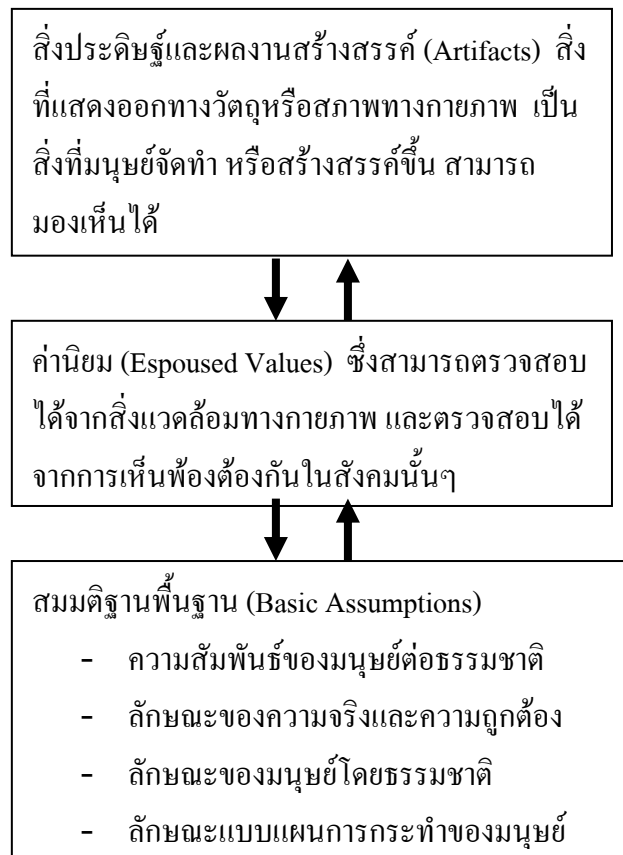 สิ่งประดิษฐ์และผลงานสร้างสรรค์ (Artifacts) สิ่ง
ที่แสดงออกทางวัตถุหรือสภาพทางกายภาพ เป็น
สิ่งที่มนุษย์จัดทำ หรือสร้างสรรค์ขึ้น สามารถ
มองเห็นได้
ค่านิยม (Espoused Values) ซึ่งสามารถตรวจสอบ
ได้จากสิ่งแวดล้อมทางกายภาพ และตรวจสอบได้
จากการเห็นพ้องต้องกันในสังคมนั้นๆ
สมมติฐานพื้นฐาน (Basic Assumptions)
- ความสัมพันธ์ของมนุษย์ต่อธรรมชาติ
- ลักษณะของความจริงและความถูกต้อง
- ลักษณะของมนุษย์โดยธรรมชาติ
- ลักษณะแบบแผนการกระทำของมนุษย์